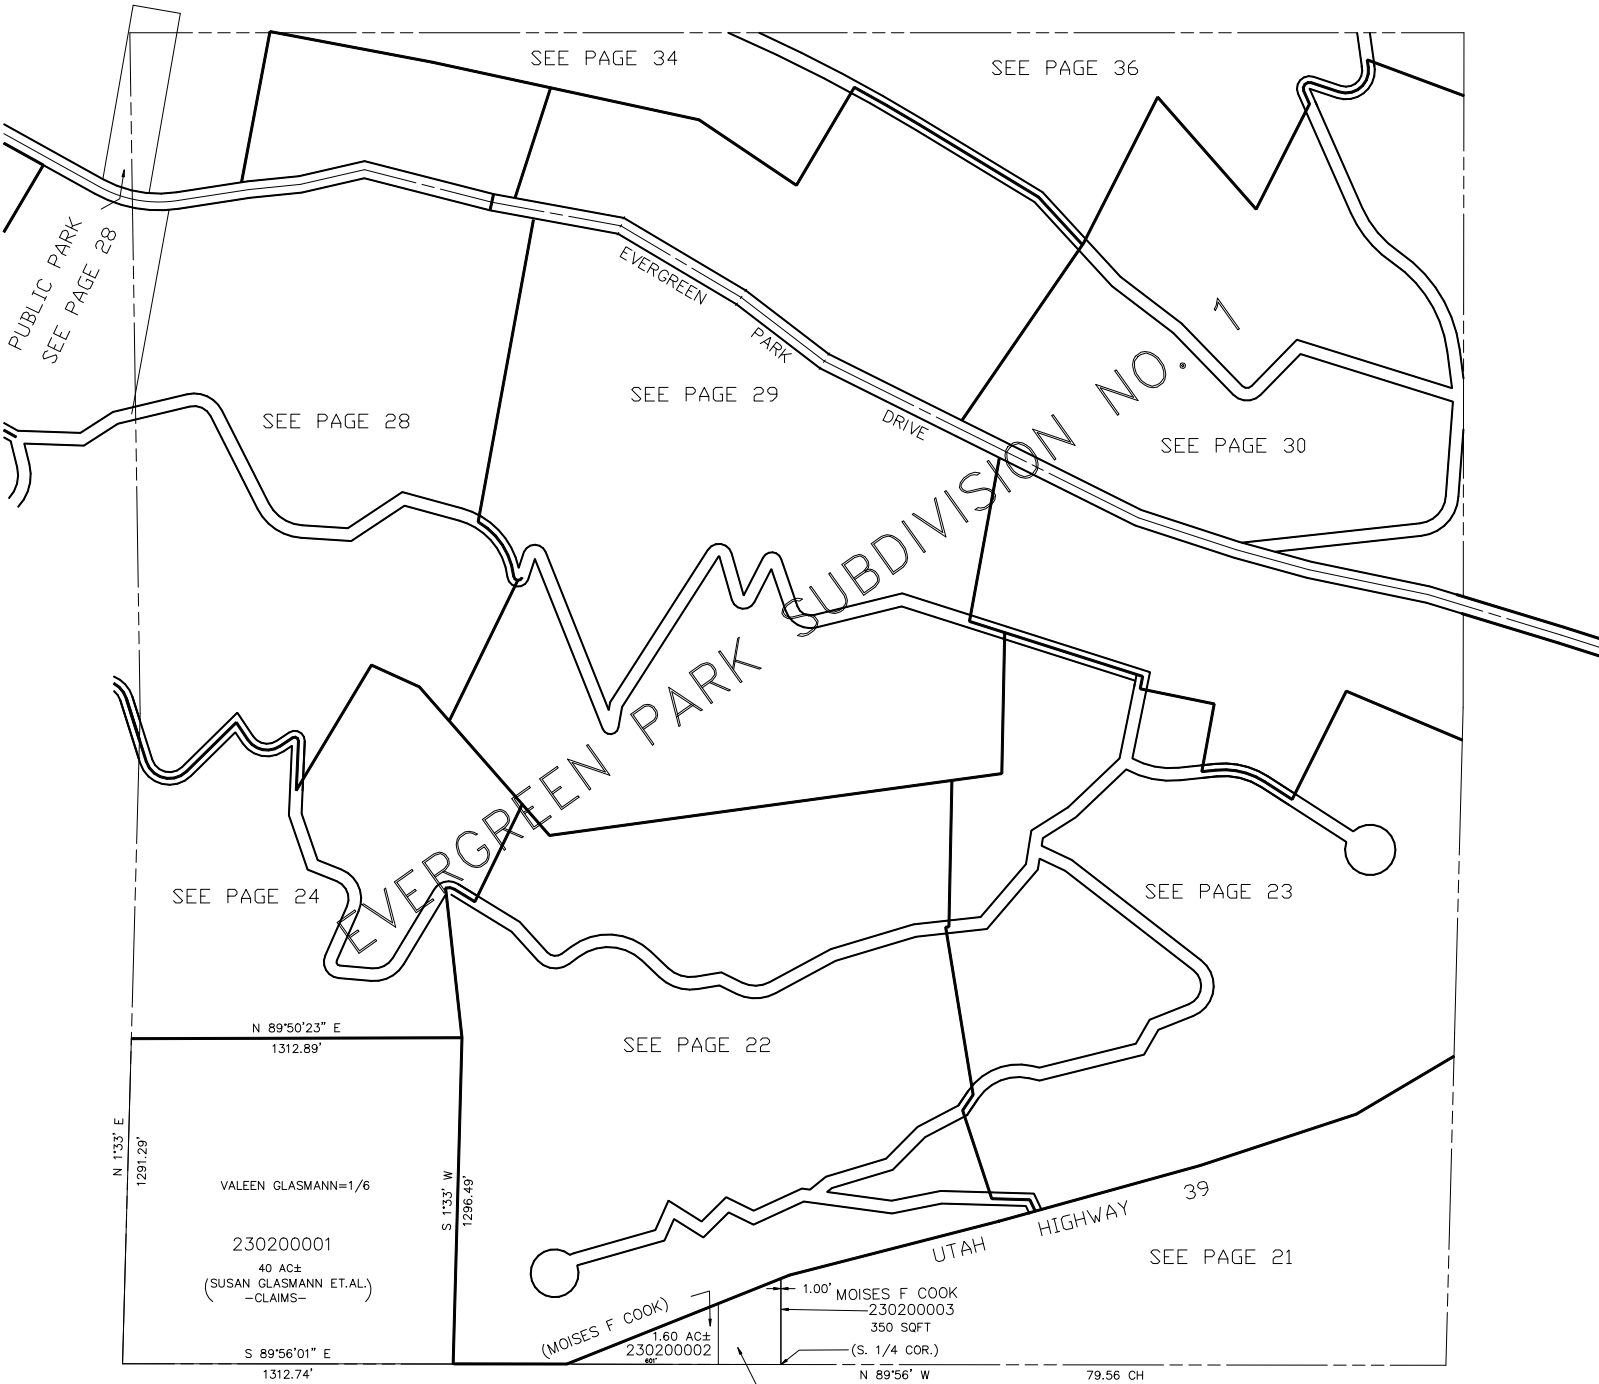 SEE PAGE 34
SEE PAGE 36
PUBLIC PARK
SEE PAGE 28
EVERGREEN
PARK
DRIVE
SEE PAGE 28
SEE PAGE 29
SEE PAGE 30
EVERGREEN PARK SUBDIVISION NO. 1
SEE PAGE 24
SEE PAGE 23
SEE PAGE 22
N 89°50'23" E
1312.89'
N 1°33' E
1291.29'
S 1°33' W
1296.49'
VALEEN GLASMANN=1/6
230200001
40 AC±
(SUSAN GLASMANN ET.AL.)
-CLAIMS-
S 89°56'01" E
1312.74'
UTAH HIGHWAY 39
SEE PAGE 21
(MOISES F COOK)
1.60 AC±
230200002
601'
1.00'
MOISES F COOK
230200003
350 SQFT
(S. 1/4 COR.)
N 89°56' W
79.56 CH